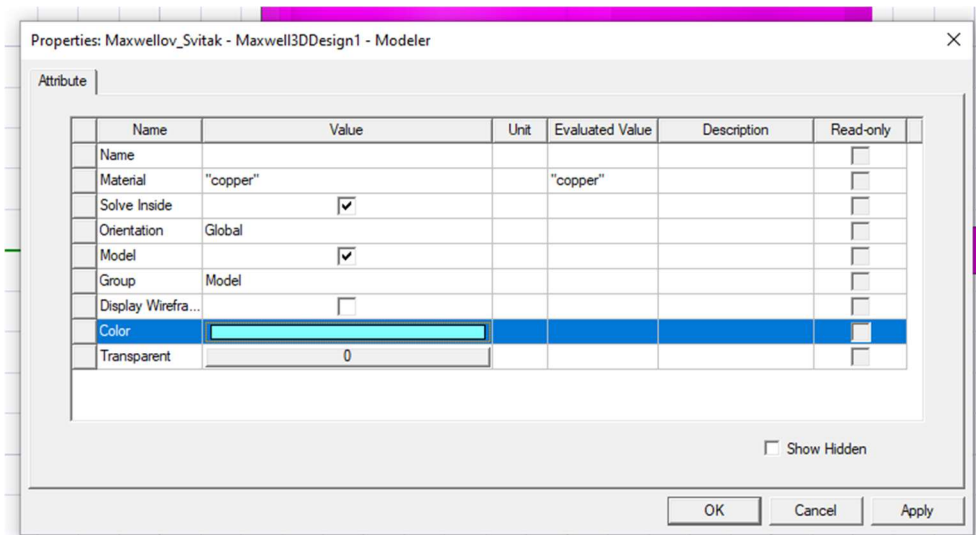 Properties: Maxwellov_Svitak - Maxwell3DDesign1 - Modeler
Attribute
Name Value Unit Evaluated Value Description Read-only
Name
Material "copper" "copper"
Solve Inside
Orientation Global
Model
Group Model
Display Wirefra...
Color
Transparent 0
Show Hidden
OK Cancel Apply